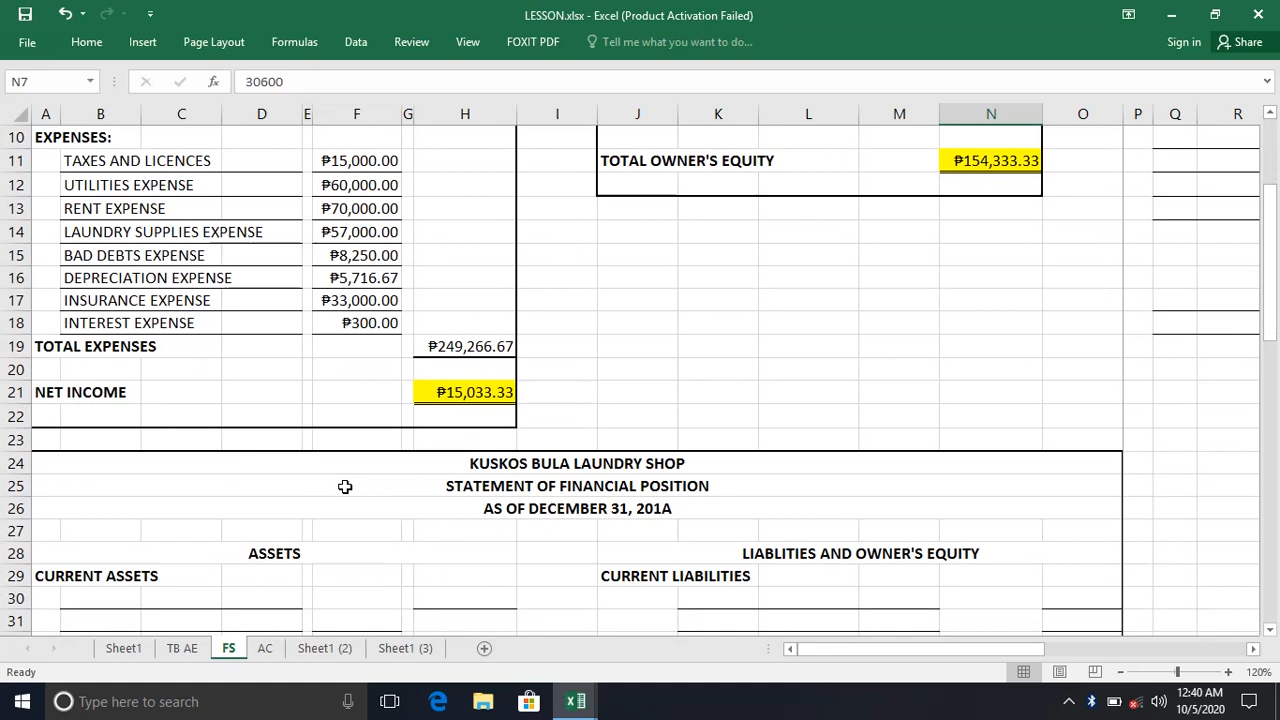 LESSON.xlsx - Excel (Product Activation Failed)
File Home Insert Page Layout Formulas Data Review View FOXIT PDF Tell me what you want to do... Sign in Share
N7 fx 30600
A B C D E F G H I J K L M N O P Q R
10 EXPENSES:
11 TAXES AND LICENCES ₱15,000.00 TOTAL OWNER'S EQUITY ₱154,333.33
12 UTILITIES EXPENSE ₱60,000.00
13 RENT EXPENSE ₱70,000.00
14 LAUNDRY SUPPLIES EXPENSE ₱57,000.00
15 BAD DEBTS EXPENSE ₱8,250.00
16 DEPRECIATION EXPENSE ₱5,716.67
17 INSURANCE EXPENSE ₱33,000.00
18 INTEREST EXPENSE ₱300.00
19 TOTAL EXPENSES ₱249,266.67
20
21 NET INCOME ₱15,033.33
22
23
24 KUSKOS BULA LAUNDRY SHOP
25 STATEMENT OF FINANCIAL POSITION
26 AS OF DECEMBER 31, 201A
27
28 ASSETS LIABLITIES AND OWNER'S EQUITY
29 CURRENT ASSETS CURRENT LIABILITIES
30
31
Sheet1 TB AE FS AC Sheet1 (2) Sheet1 (3)
Ready 120%
Type here to search 12:40 AM
10/5/2020